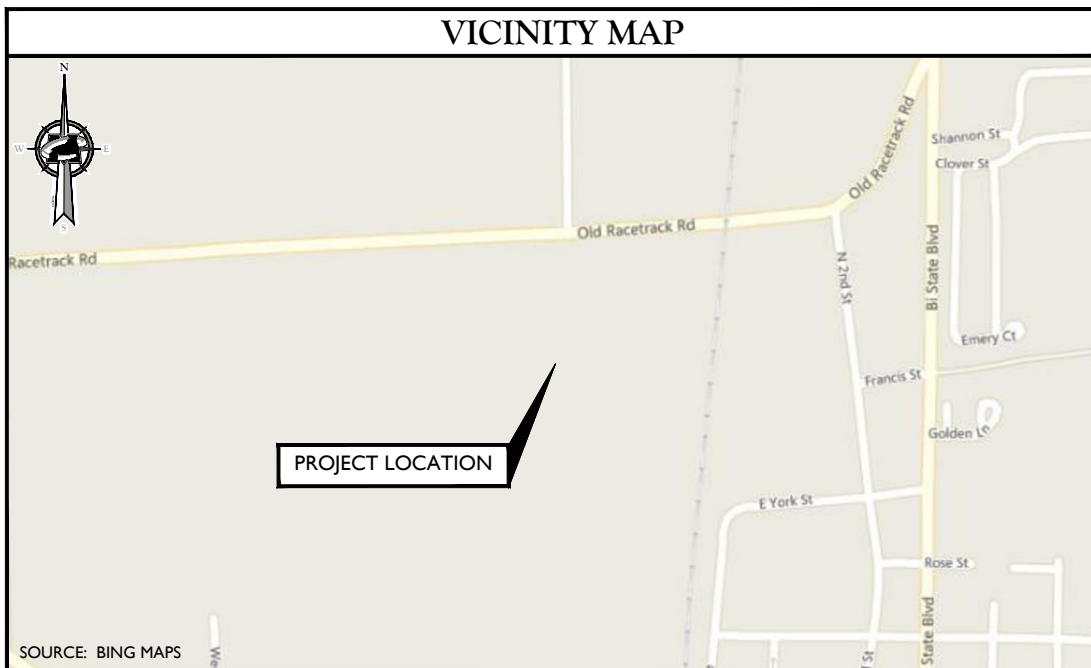 VICINITY MAP
N
W
E
S
Shannon St
Clover St
Old Racetrack Rd
Old Racetrack Rd
Racetrack Rd
N 2nd St
Bi State Blvd
Emery Ct
Francis St
Golden Ln
PROJECT LOCATION
E York St
Rose St
State Blvd
SOURCE: BING MAPS